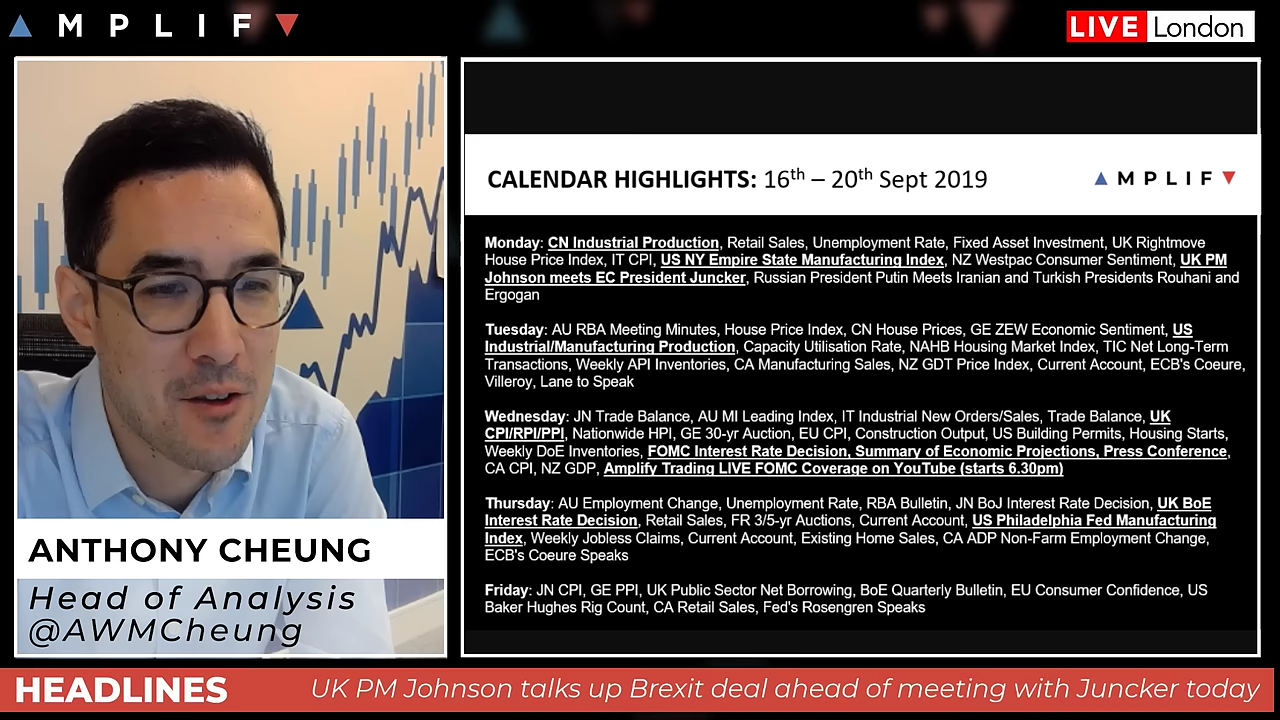 ▲ M P L I F ▼
LIVE London
CALENDAR HIGHLIGHTS: 16th – 20th Sept 2019
▲ M P L I F ▼
Monday: CN Industrial Production, Retail Sales, Unemployment Rate, Fixed Asset Investment, UK Rightmove
House Price Index, IT CPI, US NY Empire State Manufacturing Index, NZ Westpac Consumer Sentiment, UK PM
Johnson meets EC President Juncker, Russian President Putin Meets Iranian and Turkish Presidents Rouhani and
Ergogan
Tuesday: AU RBA Meeting Minutes, House Price Index, CN House Prices, GE ZEW Economic Sentiment, US
Industrial/Manufacturing Production, Capacity Utilisation Rate, NAHB Housing Market Index, TIC Net Long-Term
Transactions, Weekly API Inventories, CA Manufacturing Sales, NZ GDT Price Index, Current Account, ECB's Coeure,
Villeroy, Lane to Speak
Wednesday: JN Trade Balance, AU MI Leading Index, IT Industrial New Orders/Sales, Trade Balance, UK
CPI/RPI/PPI, Nationwide HPI, GE 30-yr Auction, EU CPI, Construction Output, US Building Permits, Housing Starts,
Weekly DoE Inventories, FOMC Interest Rate Decision, Summary of Economic Projections, Press Conference,
CA CPI, NZ GDP, Amplify Trading LIVE FOMC Coverage on YouTube (starts 6.30pm)
Thursday: AU Employment Change, Unemployment Rate, RBA Bulletin, JN BoJ Interest Rate Decision, UK BoE
Interest Rate Decision, Retail Sales, FR 3/5-yr Auctions, Current Account, US Philadelphia Fed Manufacturing
Index, Weekly Jobless Claims, Current Account, Existing Home Sales, CA ADP Non-Farm Employment Change,
ECB's Coeure Speaks
Friday: JN CPI, GE PPI, UK Public Sector Net Borrowing, BoE Quarterly Bulletin, EU Consumer Confidence, US
Baker Hughes Rig Count, CA Retail Sales, Fed's Rosengren Speaks
ANTHONY CHEUNG
Head of Analysis
@AWMCheung
HEADLINES UK PM Johnson talks up Brexit deal ahead of meeting with Juncker today